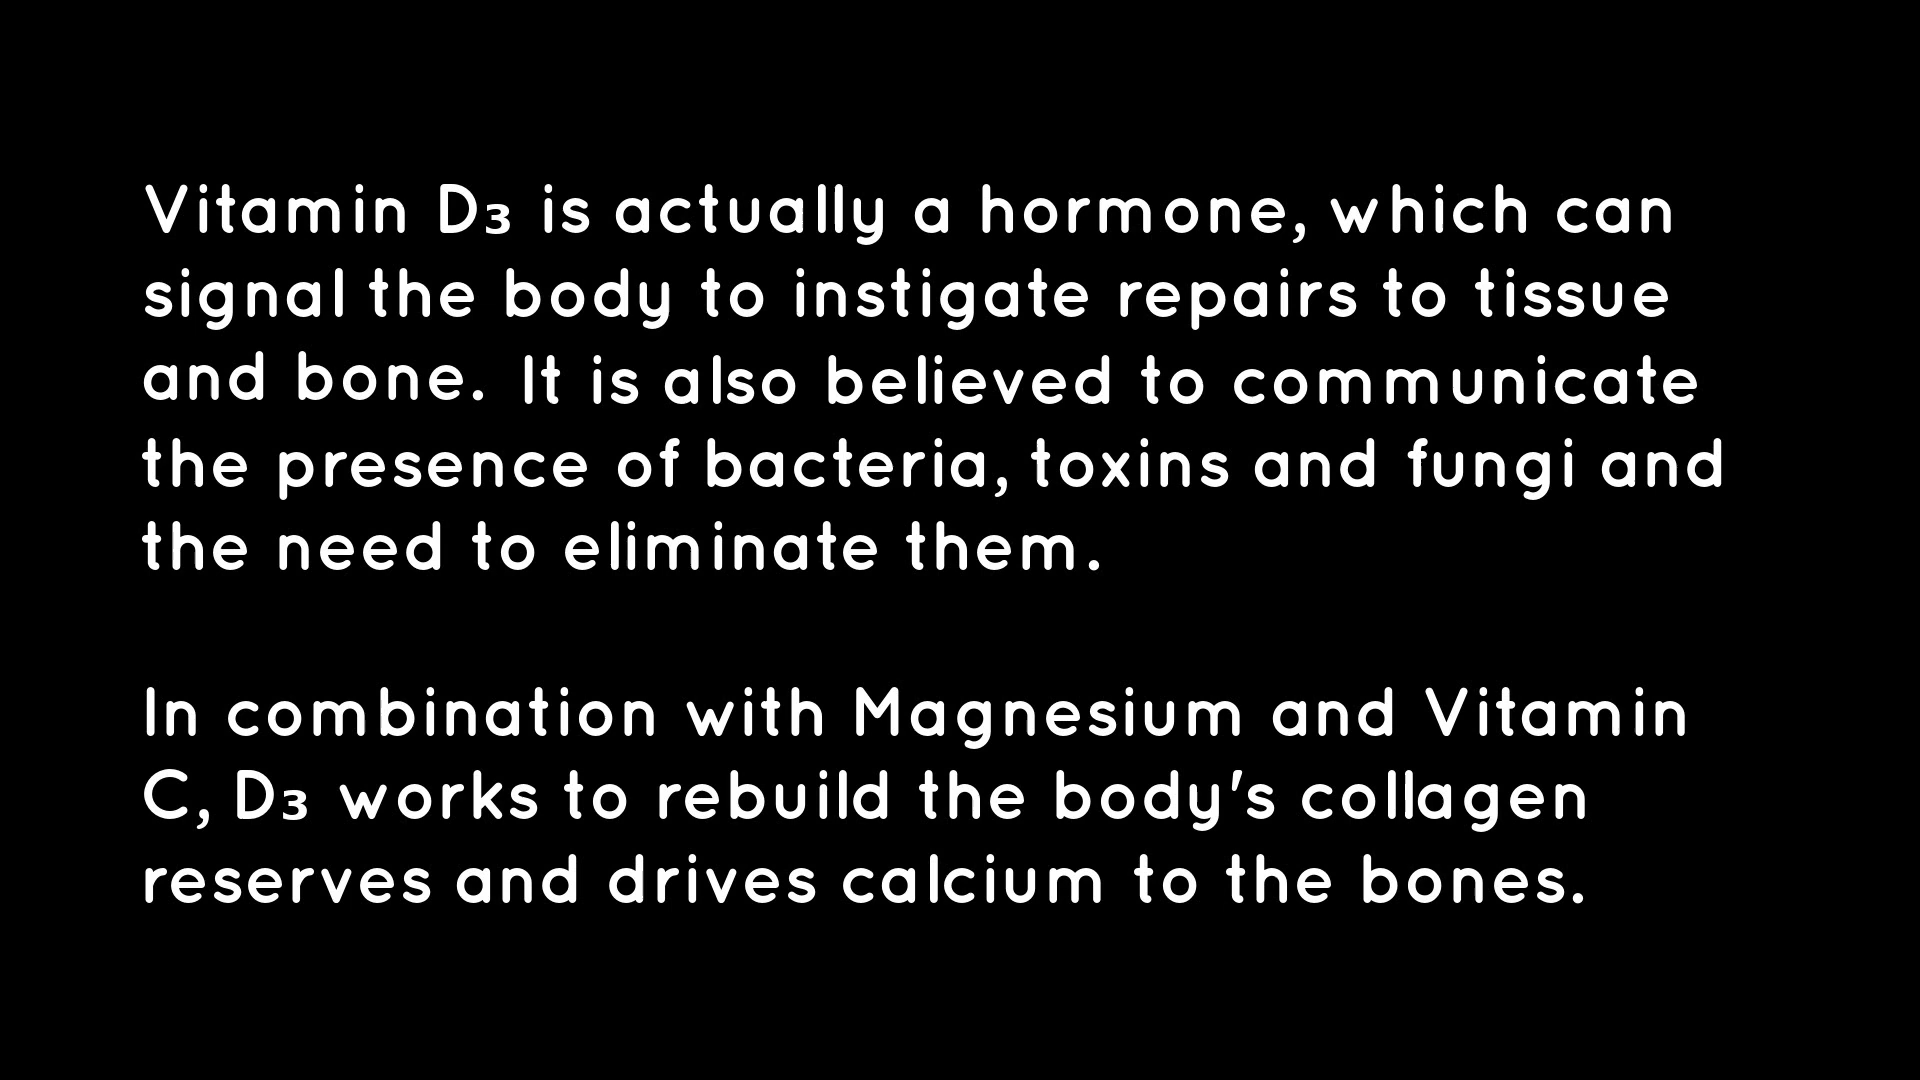 Vitamin D₃ is actually a hormone, which can
signal the body to instigate repairs to tissue
and bone. It is also believed to communicate
the presence of bacteria, toxins and fungi and
the need to eliminate them.
In combination with Magnesium and Vitamin
C, D₃ works to rebuild the body's collagen
reserves and drives calcium to the bones.